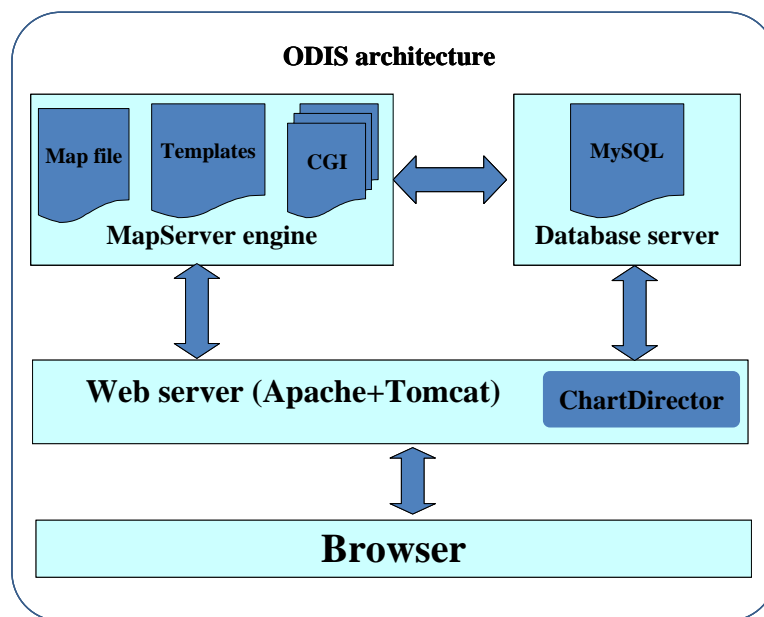 ODIS architecture
Map file
Templates
CGI
MapServer engine
MySQL
Database server
Web server (Apache+Tomcat)
ChartDirector
Browser